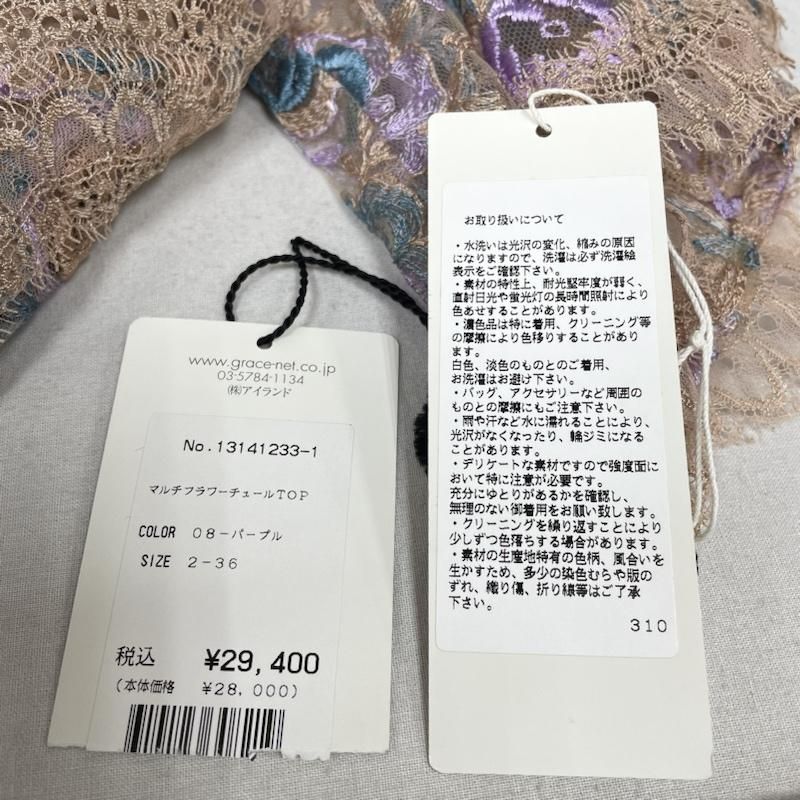 www.grace-net.co.jp
03-5784-1134
(株)アイランド
No.13141233-1
マルチフラワーチュールTOP
COLOR 08-パープル
SIZE 2-36
税込 ¥29,400
(本体価格 ¥28,000)
お取り扱いについて
・水洗いは光沢の変化、縮みの原因
になりますので、洗濯は必ず洗濯絵
表示をご確認下さい。
・素材の特性上、耐光堅牢度が弱く、
直射日光や蛍光灯の長時間照射により
色あせすることがあります。
・濃色品は特に着用、クリーニング等
の摩擦により色移りすることがあり
ます。
白色、淡色のものとのご着用、
お洗濯はお避け下さい。
・バッグ、アクセサリーなど周囲の
ものとの摩擦にもご注意下さい。
・雨や汗など水に濡れることにより、
光沢がなくなったり、輪ジミになる
ことがあります。
・デリケートな素材ですので強度面に
おいて特に注意が必要です。
充分にゆとりがあるかを確認し、
無理のない御着用をお願い致します。
・クリーニングを繰り返すことにより
少しずつ色落ちする場合があります。
・素材の生産地特有の色柄、風合いを
生かすため、多少の染色むらや版の
ずれ、織り傷、折り線等はご了承
下さい。
310